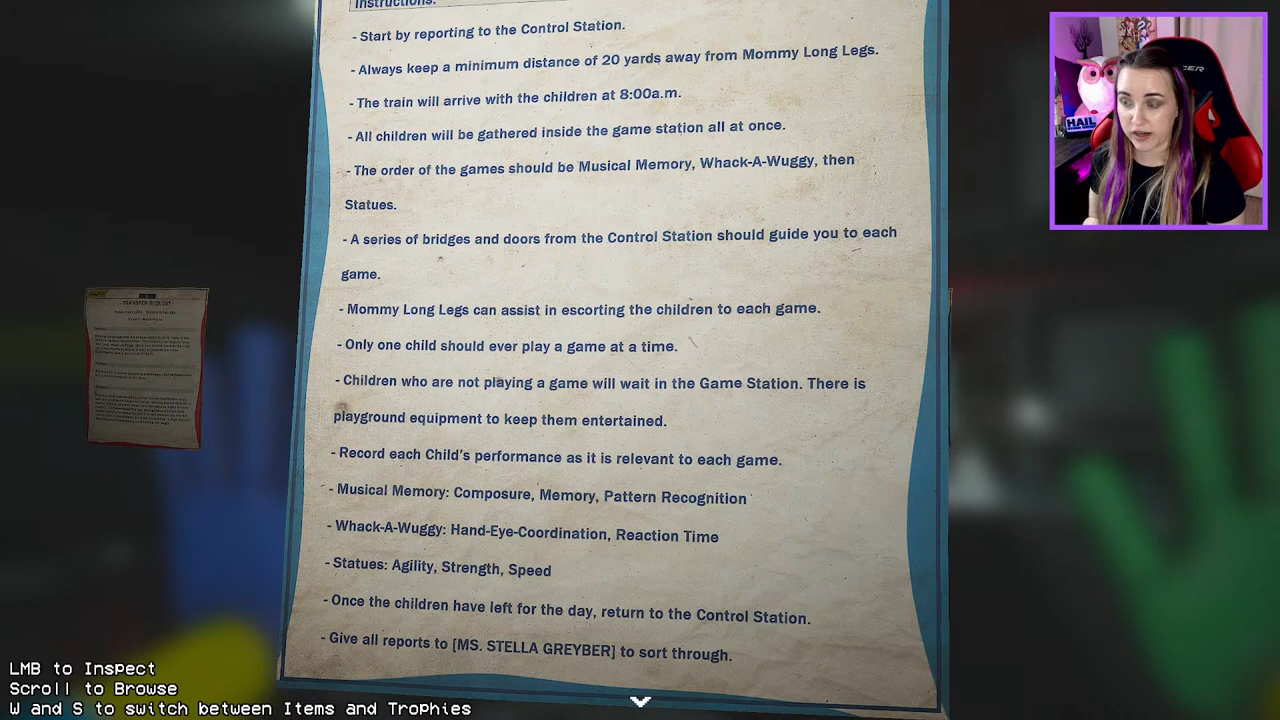 Instructions:
- Start by reporting to the Control Station.
- Always keep a minimum distance of 20 yards away from Mommy Long Legs.
- The train will arrive with the children at 8:00a.m.
- All children will be gathered inside the game station all at once.
- The order of the games should be Musical Memory, Whack-A-Wuggy, then
Statues.
- A series of bridges and doors from the Control Station should guide you to each
game.
- Mommy Long Legs can assist in escorting the children to each game.
- Only one child should ever play a game at a time.
- Children who are not playing a game will wait in the Game Station. There is
playground equipment to keep them entertained.
- Record each Child's performance as it is relevant to each game.
- Musical Memory: Composure, Memory, Pattern Recognition
- Whack-A-Wuggy: Hand-Eye-Coordination, Reaction Time
- Statues: Agility, Strength, Speed
- Once the children have left for the day, return to the Control Station.
- Give all reports to [MS. STELLA GREYBER] to sort through.
- TRANSFER REQUEST -
HAIL
LMB to Inspect
Scroll to Browse
W and S to switch between Items and Trophies